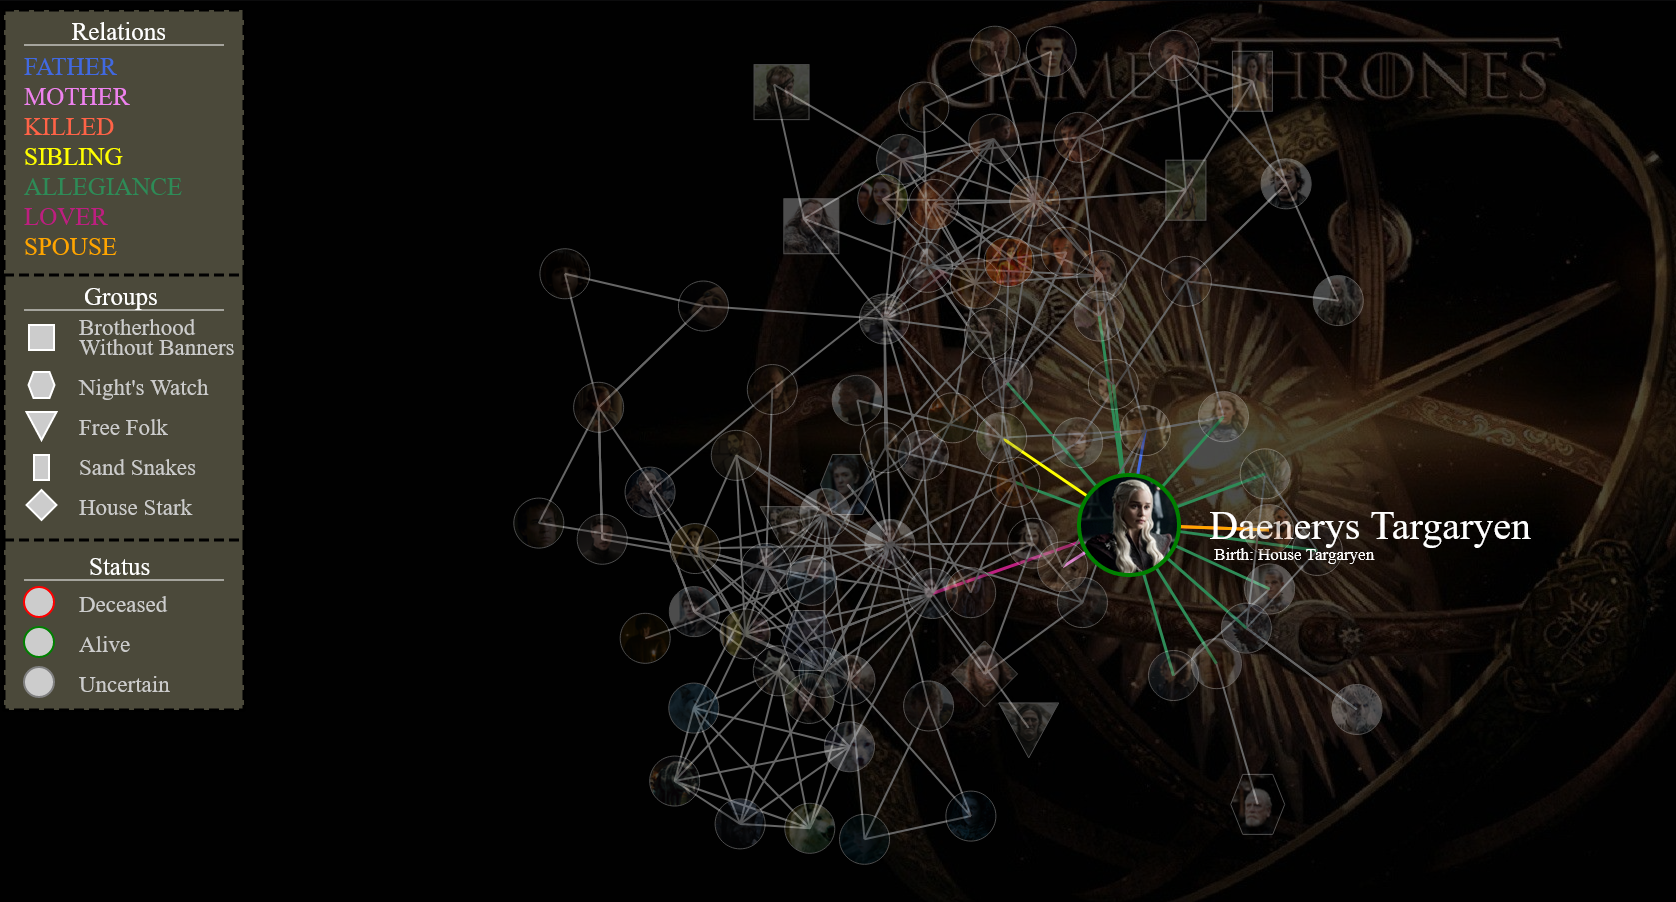 Relations
FATHER
MOTHER
KILLED
SIBLING
ALLEGIANCE
LOVER
SPOUSE
Groups
Brotherhood
Without Banners
Night's Watch
Free Folk
Sand Snakes
House Stark
Status
Deceased
Alive
Uncertain
GAME OF THRONES
Daenerys Targaryen
Birth: House Targaryen